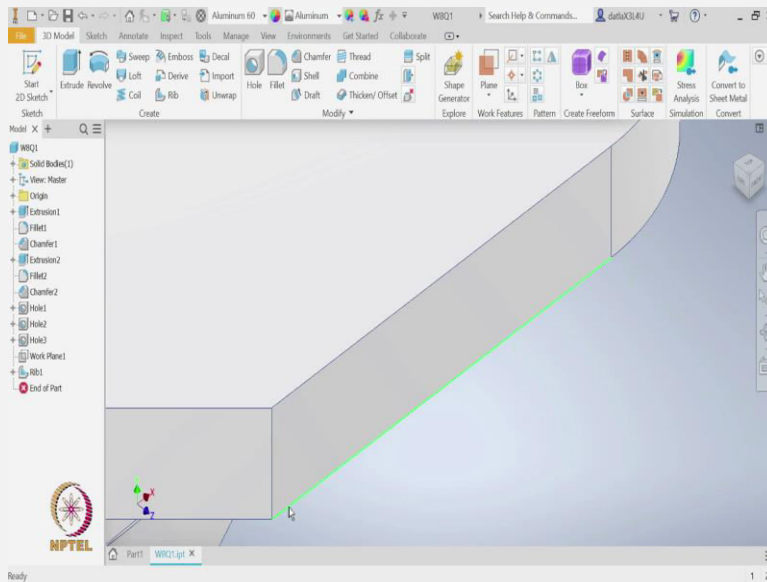 Aluminum 60 Aluminum fx W8Q1 Search Help & Commands... datlaX3L4U
File 3D Model Sketch Annotate Inspect Tools Manage View Environments Get Started Collaborate
Start 2D Sketch Extrude Revolve Sweep Emboss Decal Hole Fillet Chamfer Thread Split Shape Generator Plane Box Stress Analysis Convert to Sheet Metal
Loft Derive Import Shell Combine
Coil Rib Unwrap Draft Thicken/ Offset
Sketch Create Modify Explore Work Features Pattern Create Freeform Surface Simulation Convert
Model X +
W8Q1
Solid Bodies(1)
View: Master
Origin
Extrusion1
Fillet1
Chamfer1
Extrusion2
Fillet2
Chamfer2
Hole1
Hole2
Hole3
Work Plane1
Rib1
End of Part
X
Z
NPTEL
Part1 W8Q1.ipt X
Ready 1